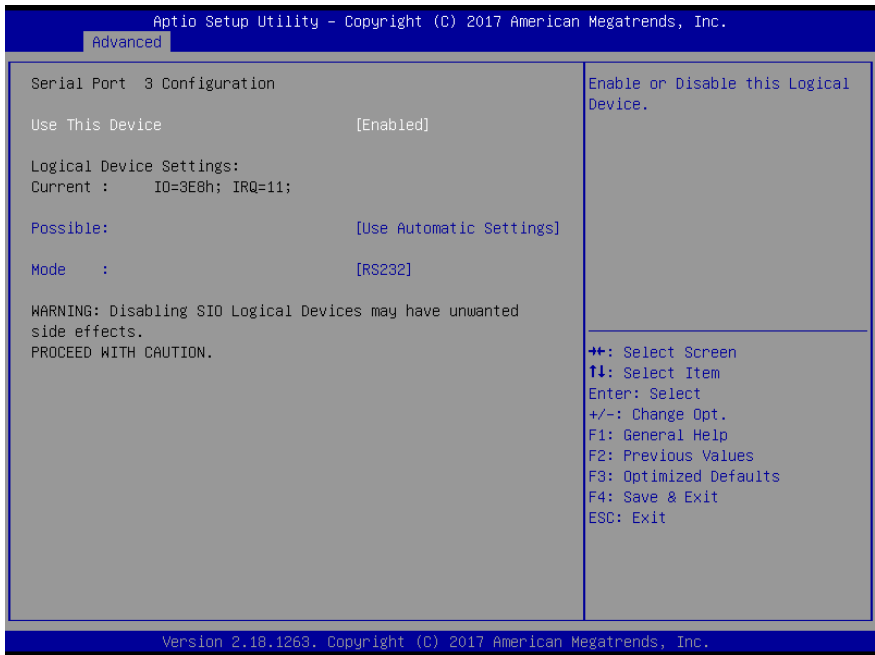 Aptio Setup Utility – Copyright (C) 2017 American Megatrends, Inc.
Advanced
Serial Port 3 Configuration
Use This Device [Enabled]
Logical Device Settings:
Current : IO=3E8h; IRQ=11;
Possible: [Use Automatic Settings]
Mode : [RS232]
WARNING: Disabling SIO Logical Devices may have unwanted
side effects.
PROCEED WITH CAUTION.
Enable or Disable this Logical
Device.
→←: Select Screen
↑↓: Select Item
Enter: Select
+/-: Change Opt.
F1: General Help
F2: Previous Values
F3: Optimized Defaults
F4: Save & Exit
ESC: Exit
Version 2.18.1263. Copyright (C) 2017 American Megatrends, Inc.